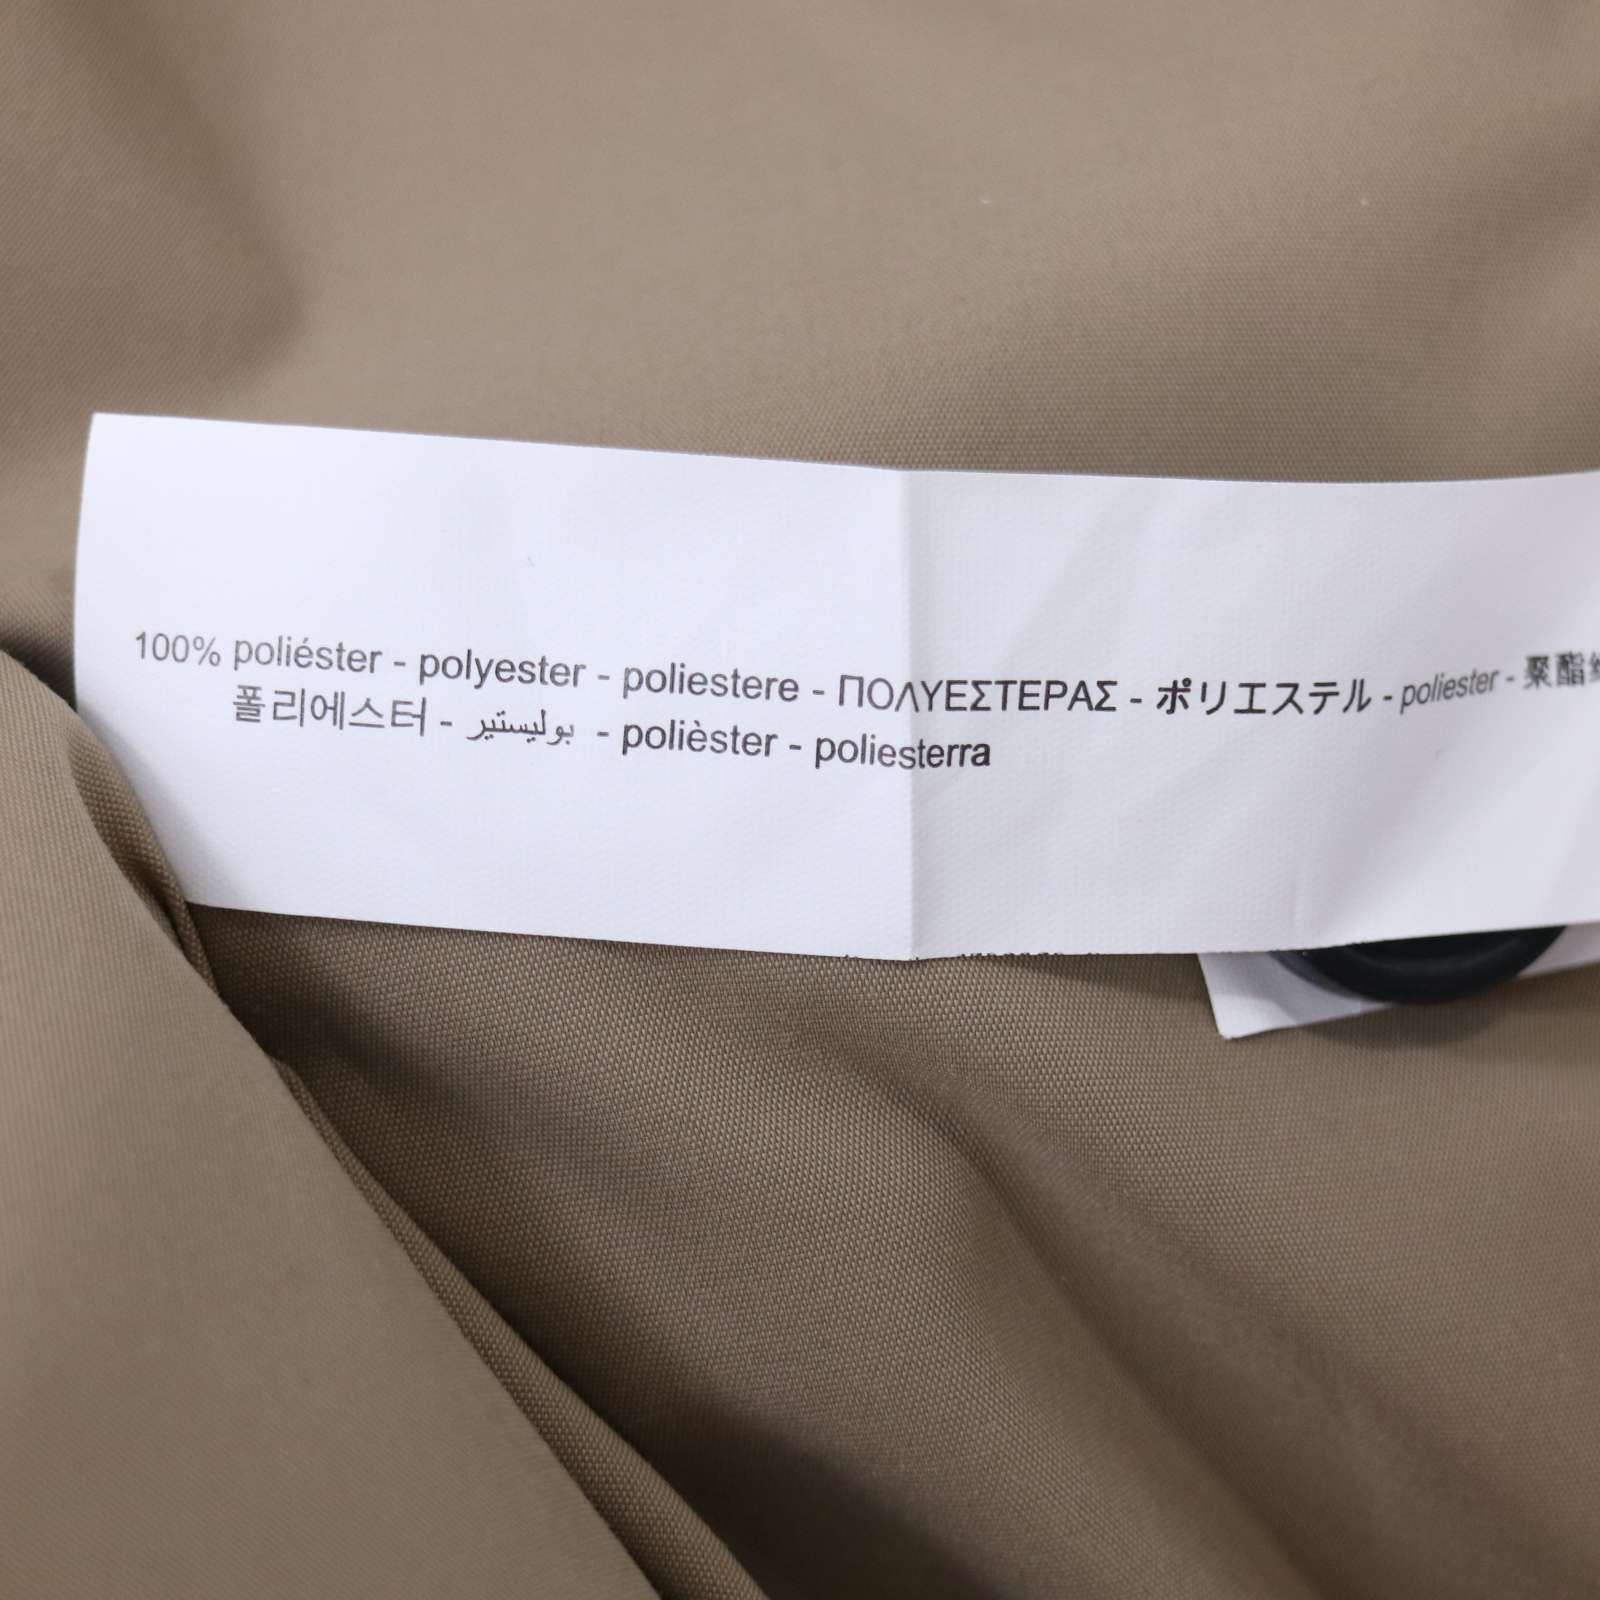 100% poliéster - polyester - poliestere - ΠΟΛΥΕΣΤΕΡΑΣ - ポリエステル - poliester - 聚酯
폴리에스터 - بوليستير - polièster - poliesterra